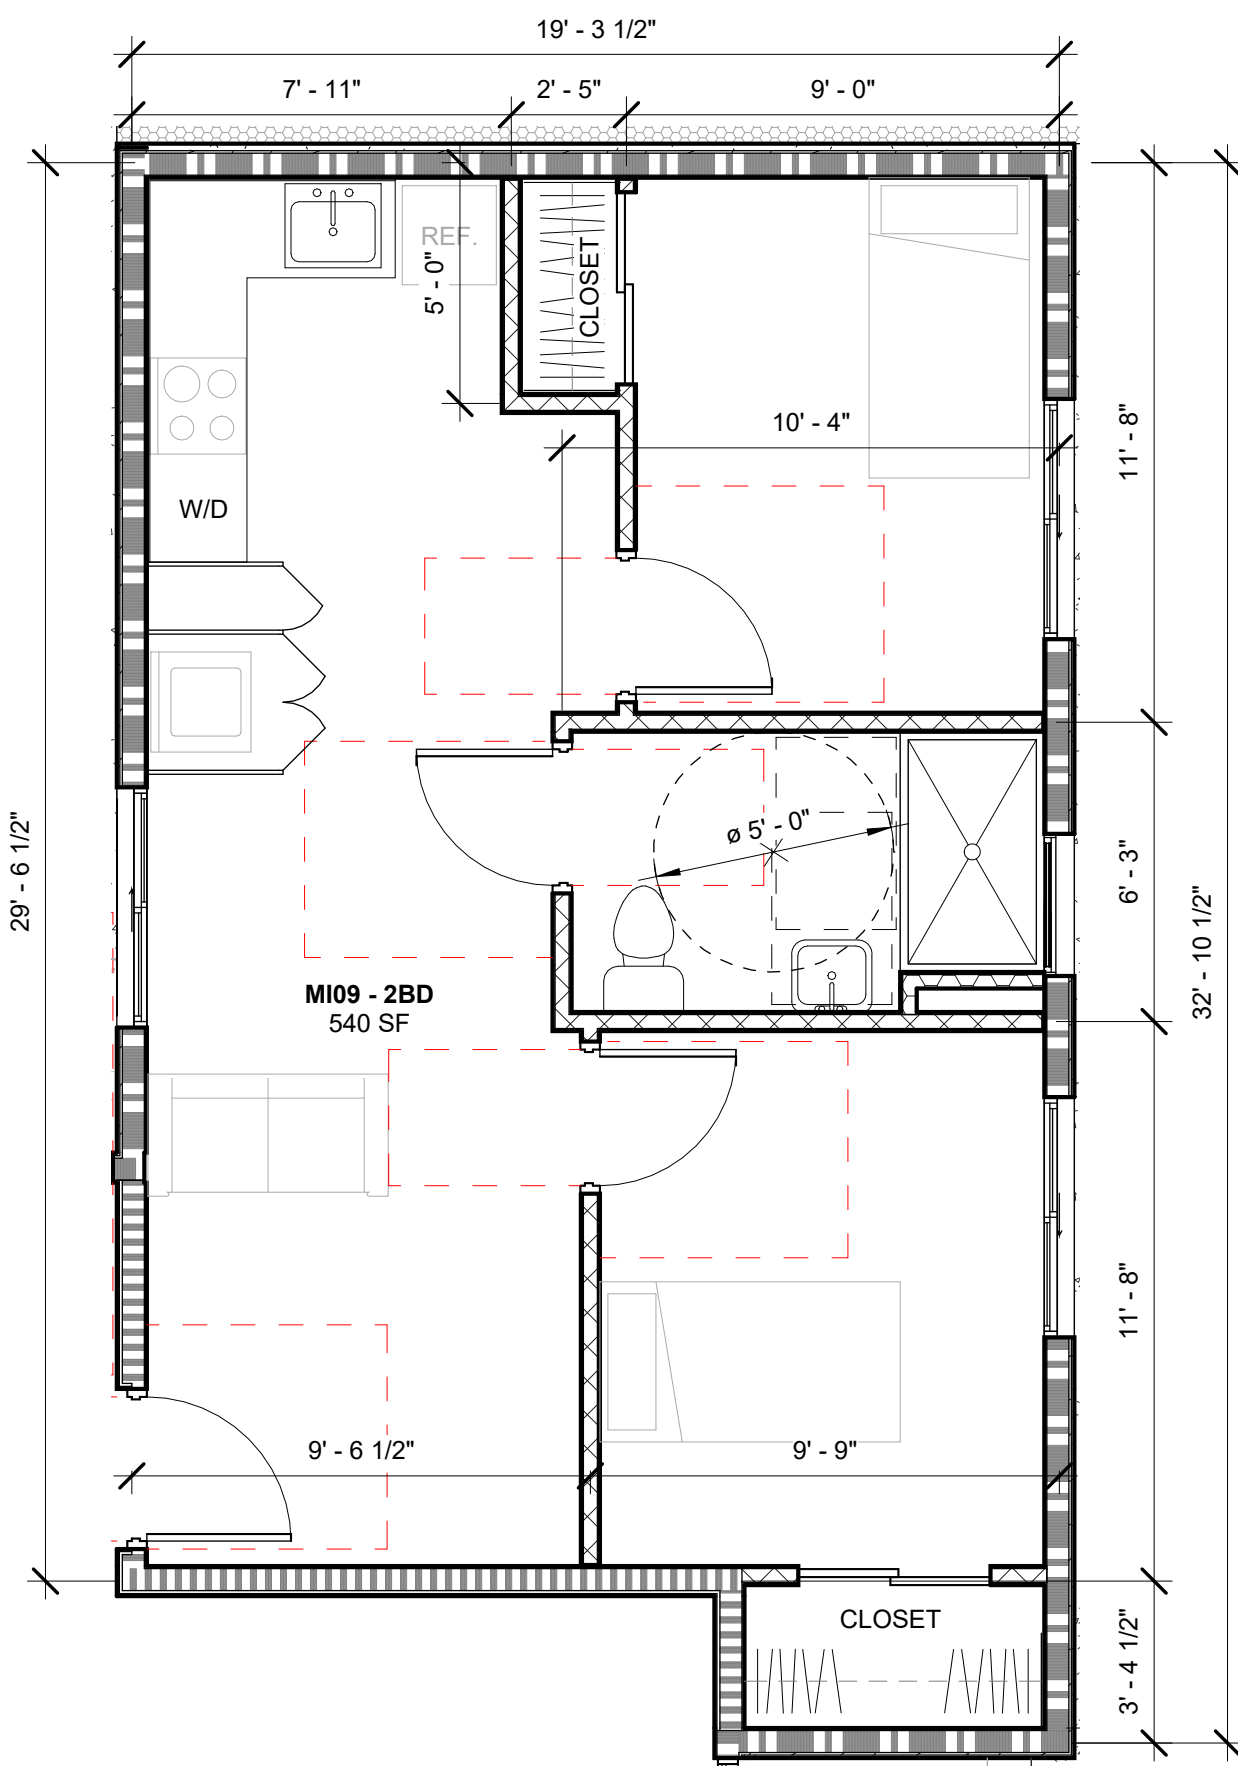 19' - 3 1/2"
7' - 11"
2' - 5"
9' - 0"
REF.
5' - 0"
CLOSET
10' - 4"
11' - 8"
W/D
ø 5' - 0"
6' - 3"
29' - 6 1/2"
32' - 10 1/2"
MI09 - 2BD
540 SF
11' - 8"
9' - 6 1/2"
9' - 9"
CLOSET
3' - 4 1/2"